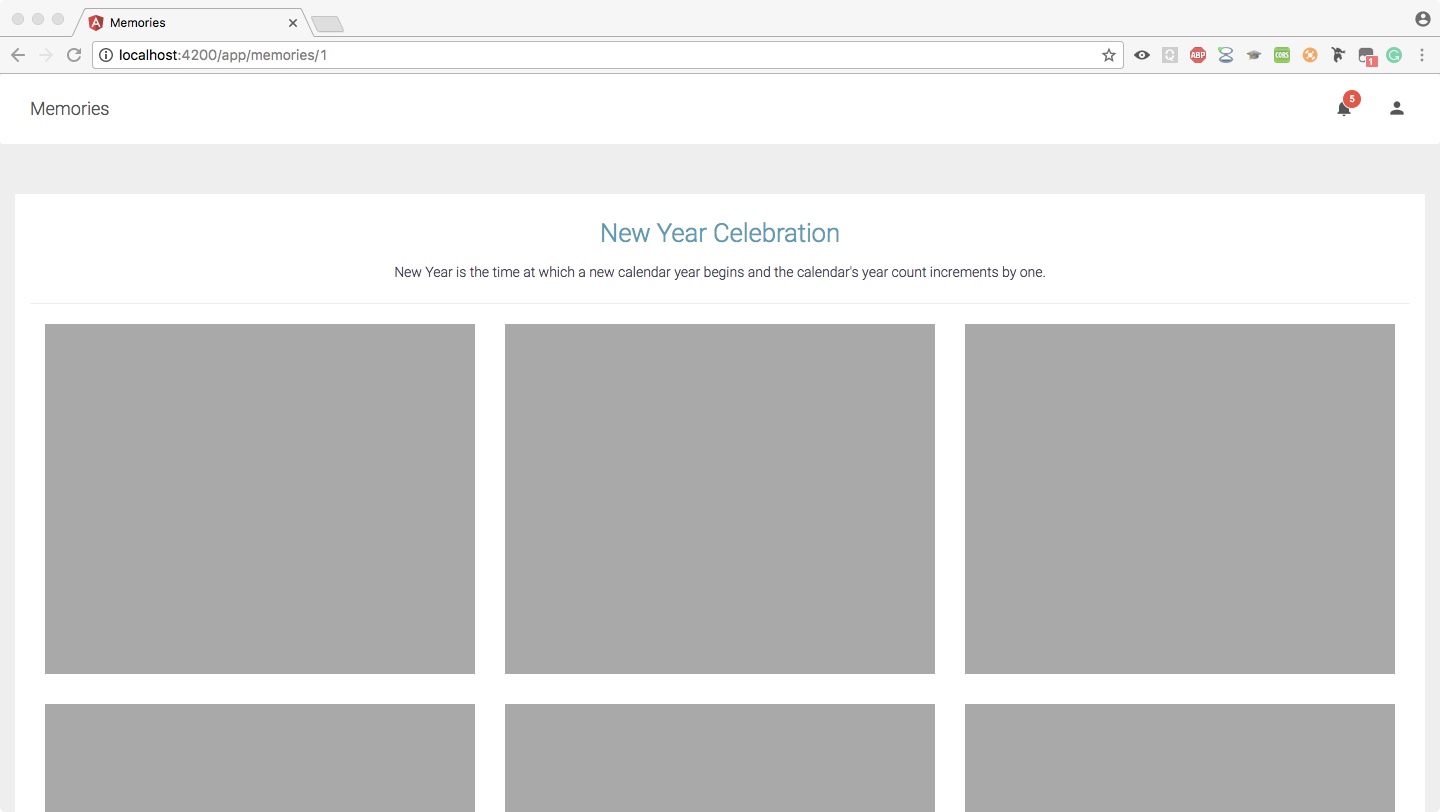 Memories
localhost:4200/app/memories/1
ABP
CORS
1
Memories
5
New Year Celebration
New Year is the time at which a new calendar year begins and the calendar's year count increments by one.